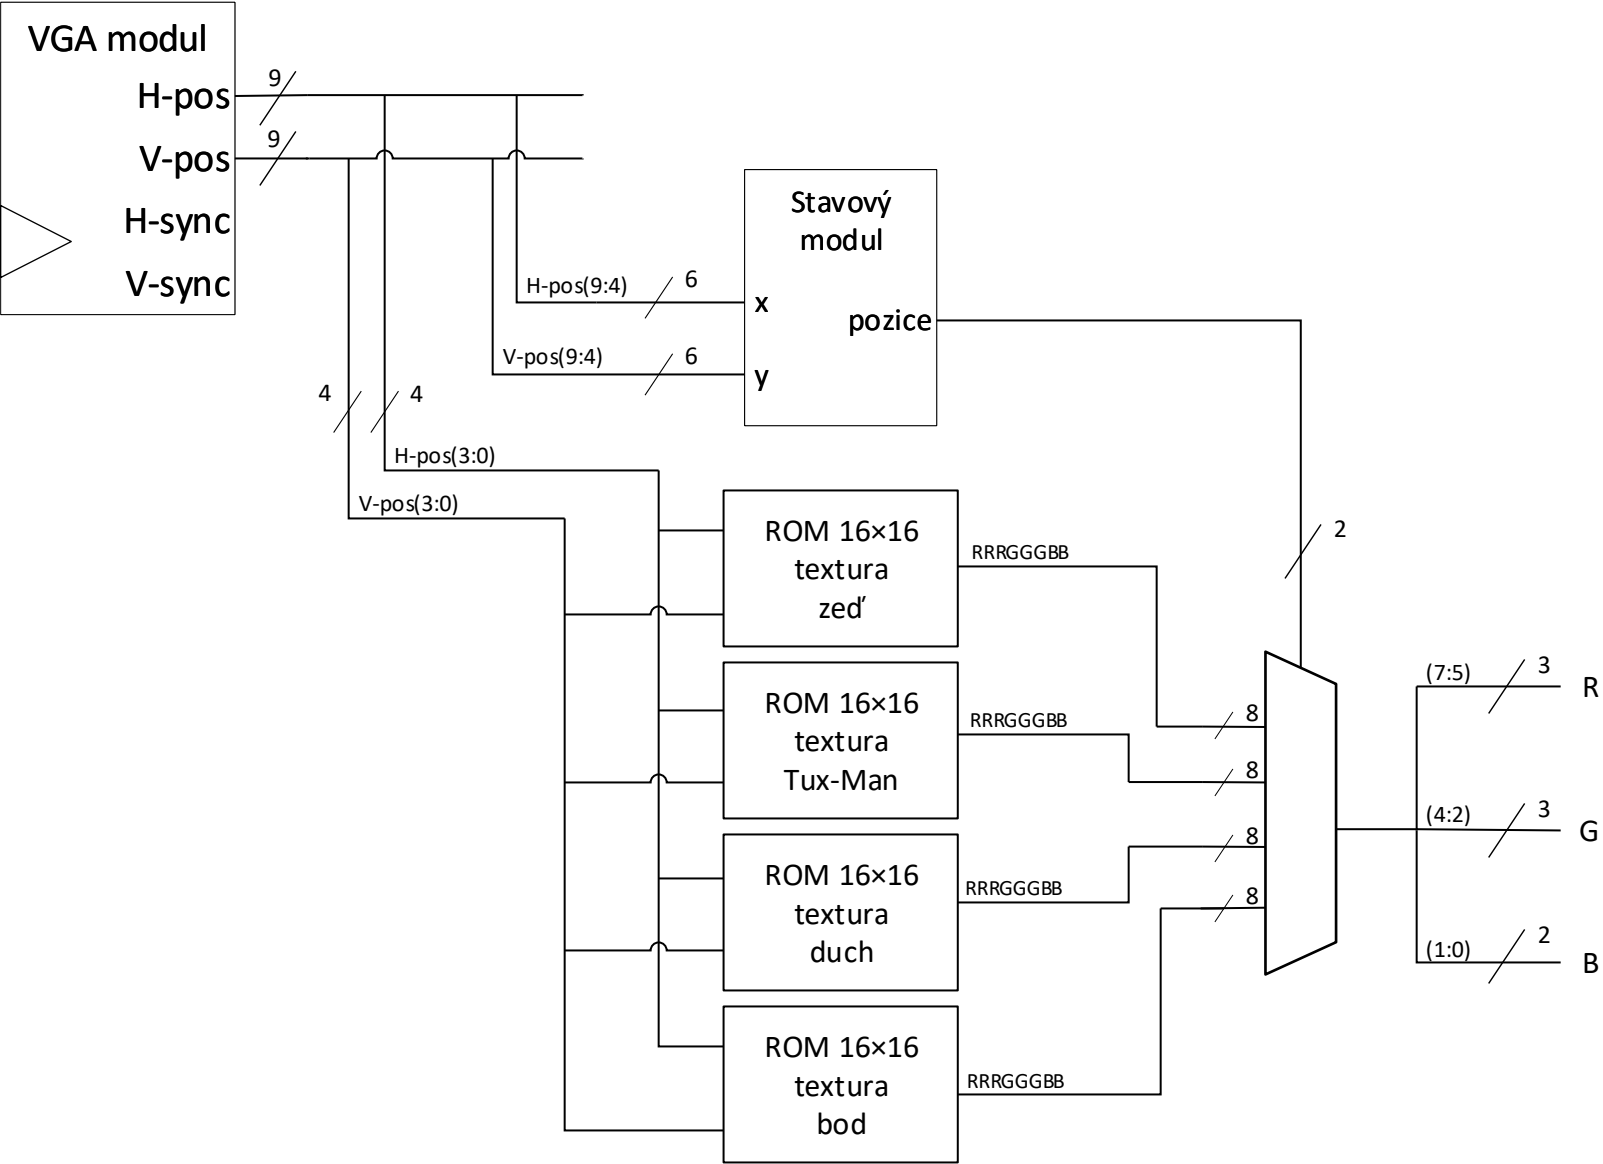 VGA modul
H-pos
V-pos
H-sync
V-sync
9
9
Stavový
modul
x
y
pozice
H-pos(9:4)
6
V-pos(9:4)
6
4
4
H-pos(3:0)
V-pos(3:0)
2
ROM 16×16
textura
zeď
RRRGGGBB
8
ROM 16×16
textura
Tux-Man
RRRGGGBB
8
ROM 16×16
textura
duch
RRRGGGBB
8
ROM 16×16
textura
bod
RRRGGGBB
8
(7:5)
3
R
(4:2)
3
G
(1:0)
2
B